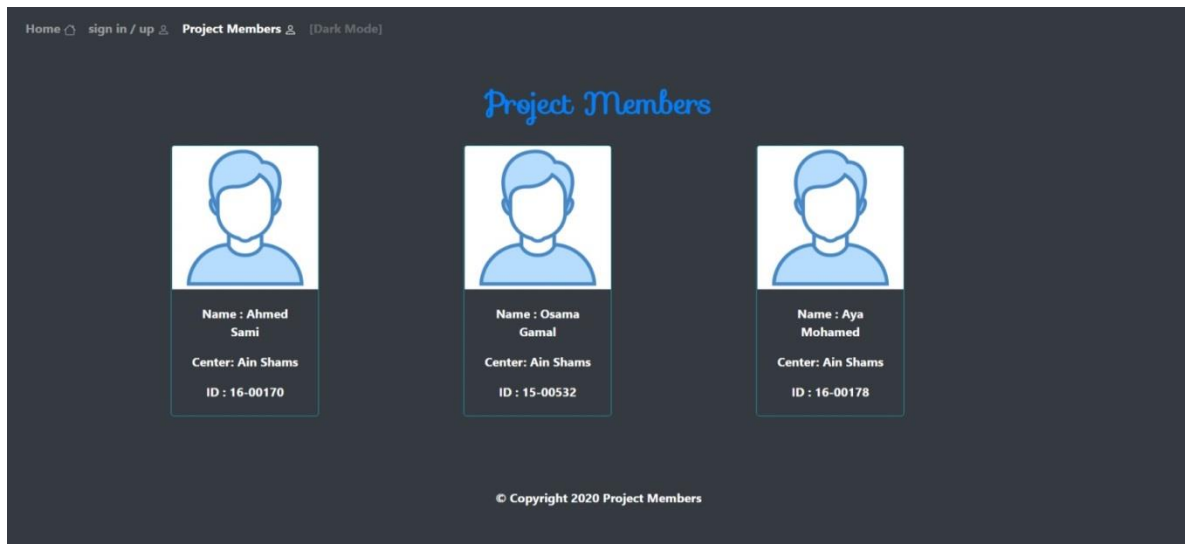 Home sign in / up Project Members [Dark Mode]
Project Members
Name : Ahmed
Sami
Center: Ain Shams
ID : 16-00170
Name : Osama
Gamal
Center: Ain Shams
ID : 15-00532
Name : Aya
Mohamed
Center: Ain Shams
ID : 16-00178
© Copyright 2020 Project Members